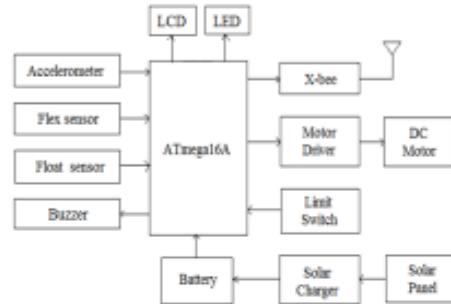 LCD
LED
Accelerometer
X-bee
Flex sensor
ATmega16A
Motor
Driver
DC
Motor
Float sensor
Buzzer
Limit
Switch
Battery
Solar
Charger
Solar
Panel